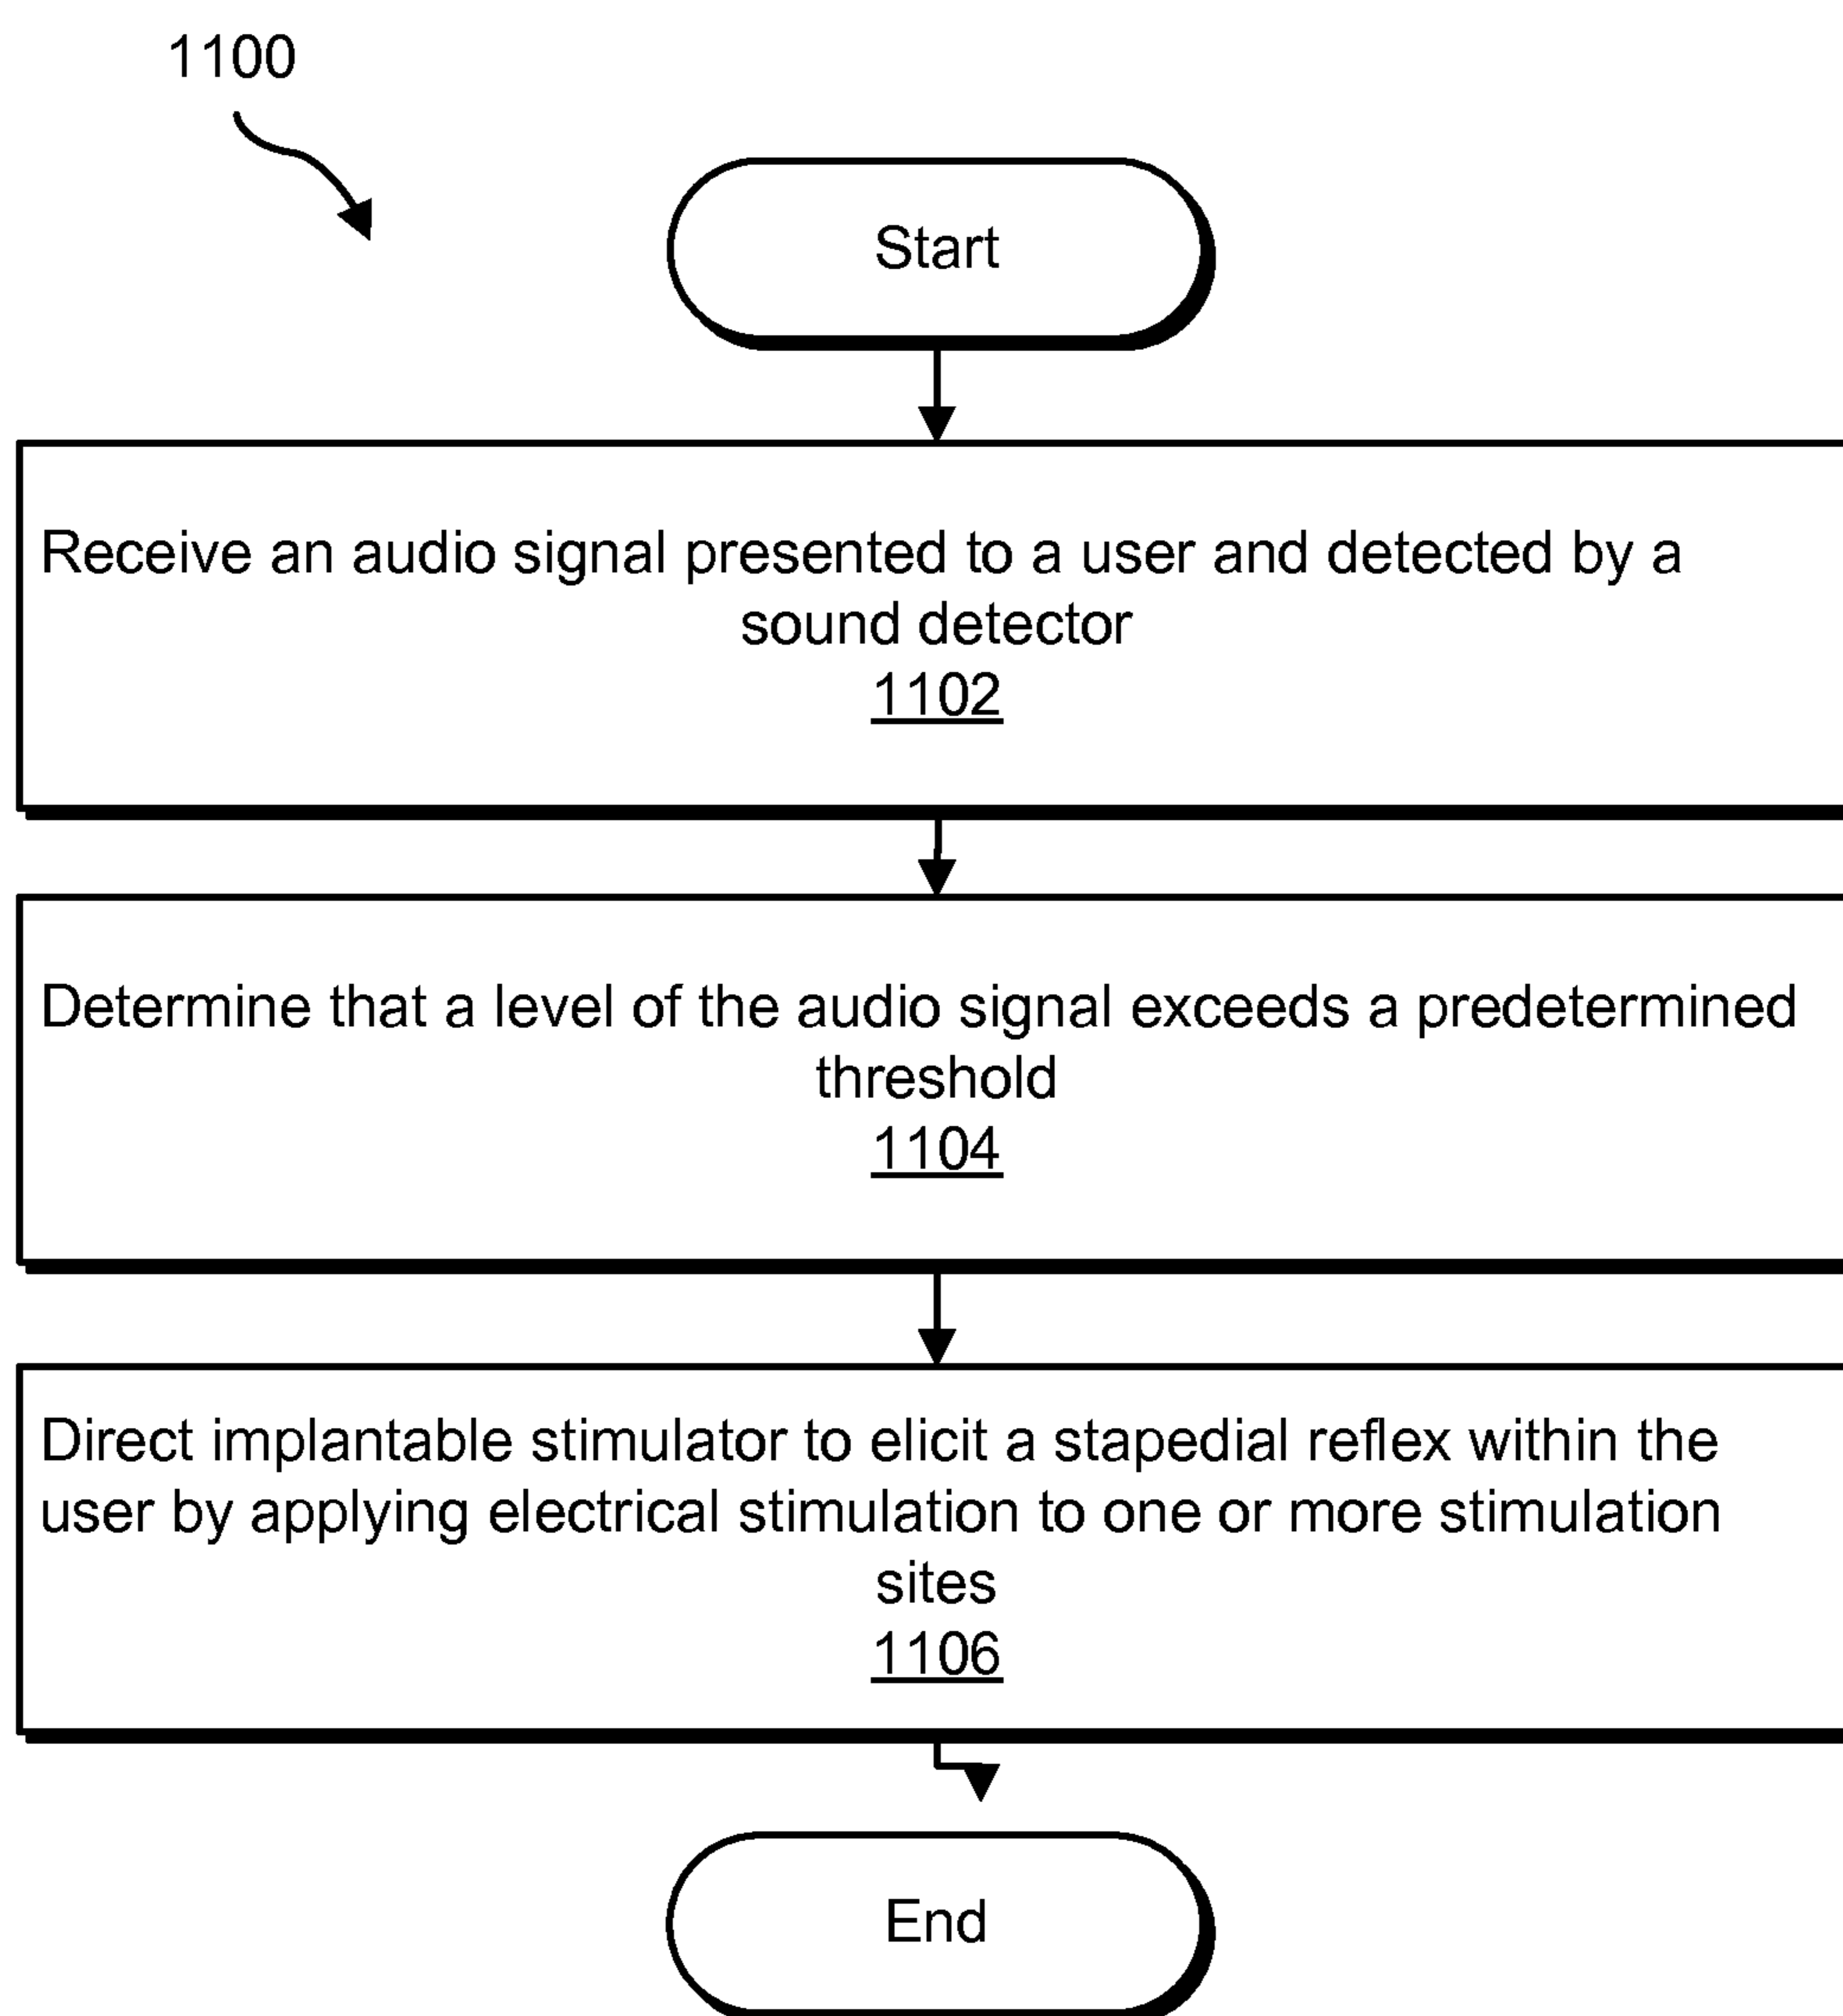 1100
Start
Receive an audio signal presented to a user and detected by a
sound detector
1102
Determine that a level of the audio signal exceeds a predetermined
threshold
1104
Direct implantable stimulator to elicit a stapedial reflex within the
user by applying electrical stimulation to one or more stimulation
sites
1106
End